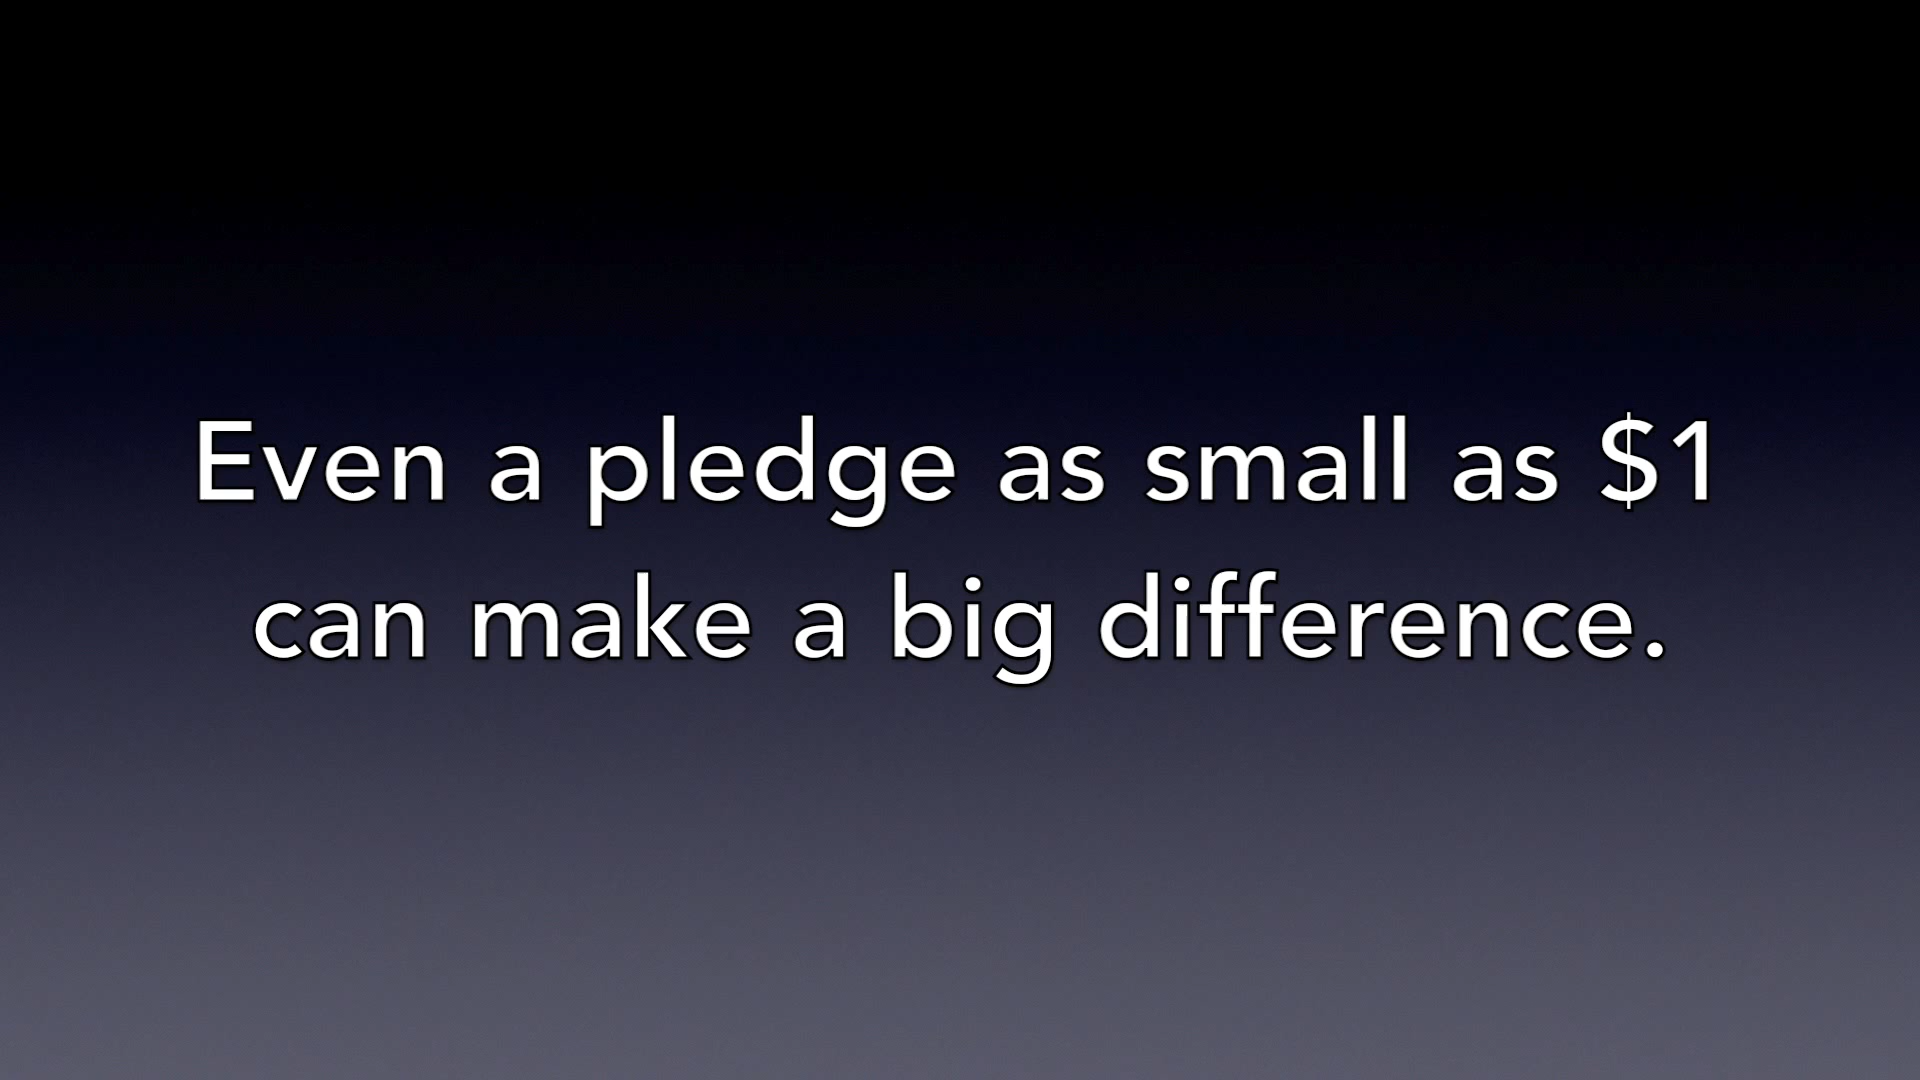 Even a pledge as small as $1
can make a big difference.